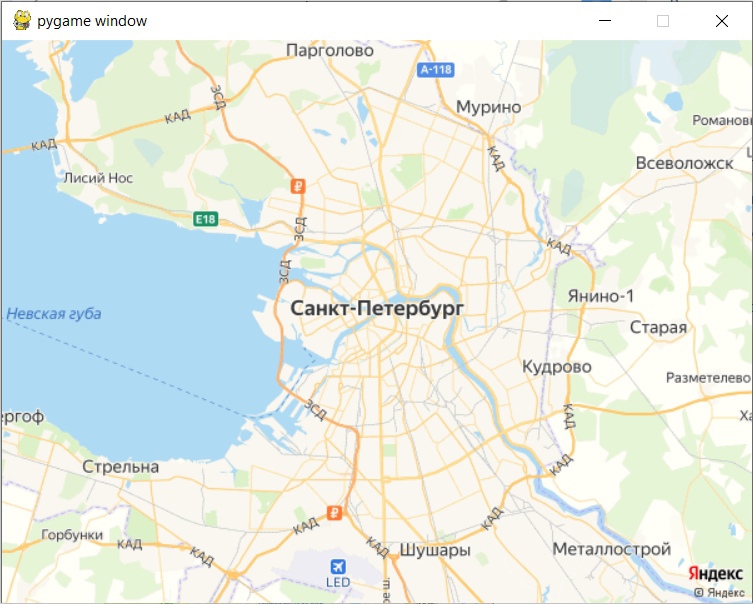 pygame window
Парголово
А-118
ЗСД
Мурино
КАД
КАД
Романов
КАД
Всеволожск
Лисий Нос
₽
Е18
ЗСД
КАД
ЗСД
Янино-1
Невская губа
Санкт-Петербург
Старая
Кудрово
Разметелево
ЗСД
КАД
Ха
ергоф
Стрельна
КАД
₽
КАД
КАД
Горбунки
КАД
КАД
КАД
Шушары
Металлострой
LED
Яндекс
© Яндекс